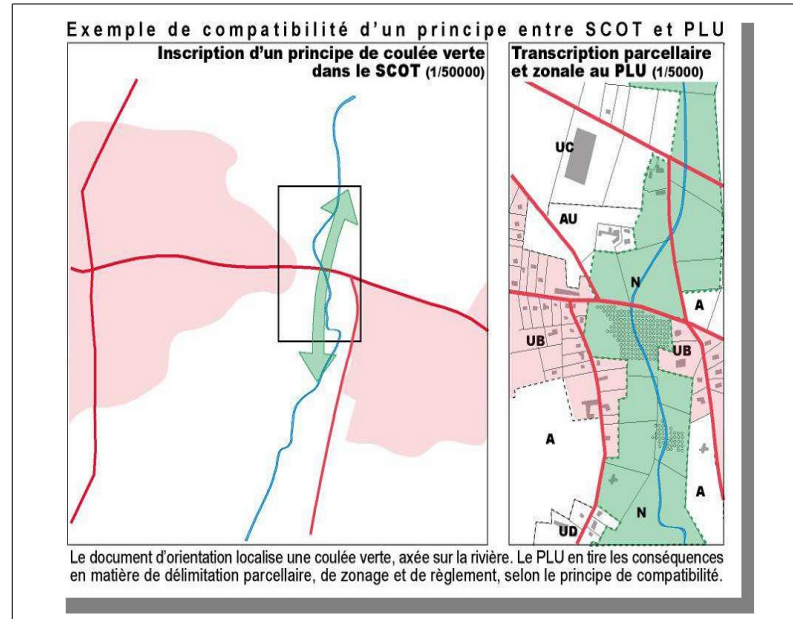 Exemple de compatibilité d'un principe entre SCOT et PLU
Inscription d'un principe de coulée verte
dans le SCOT (1/50000)
Transcription parcellaire
et zonale au PLU (1/5000)
UC
AU
N
A
UB
UB
A
A
N
UD
Le document d'orientation localise une coulée verte, axée sur la rivière. Le PLU en tire les conséquences
en matière de délimitation parcellaire, de zonage et de règlement, selon le principe de compatibilité.